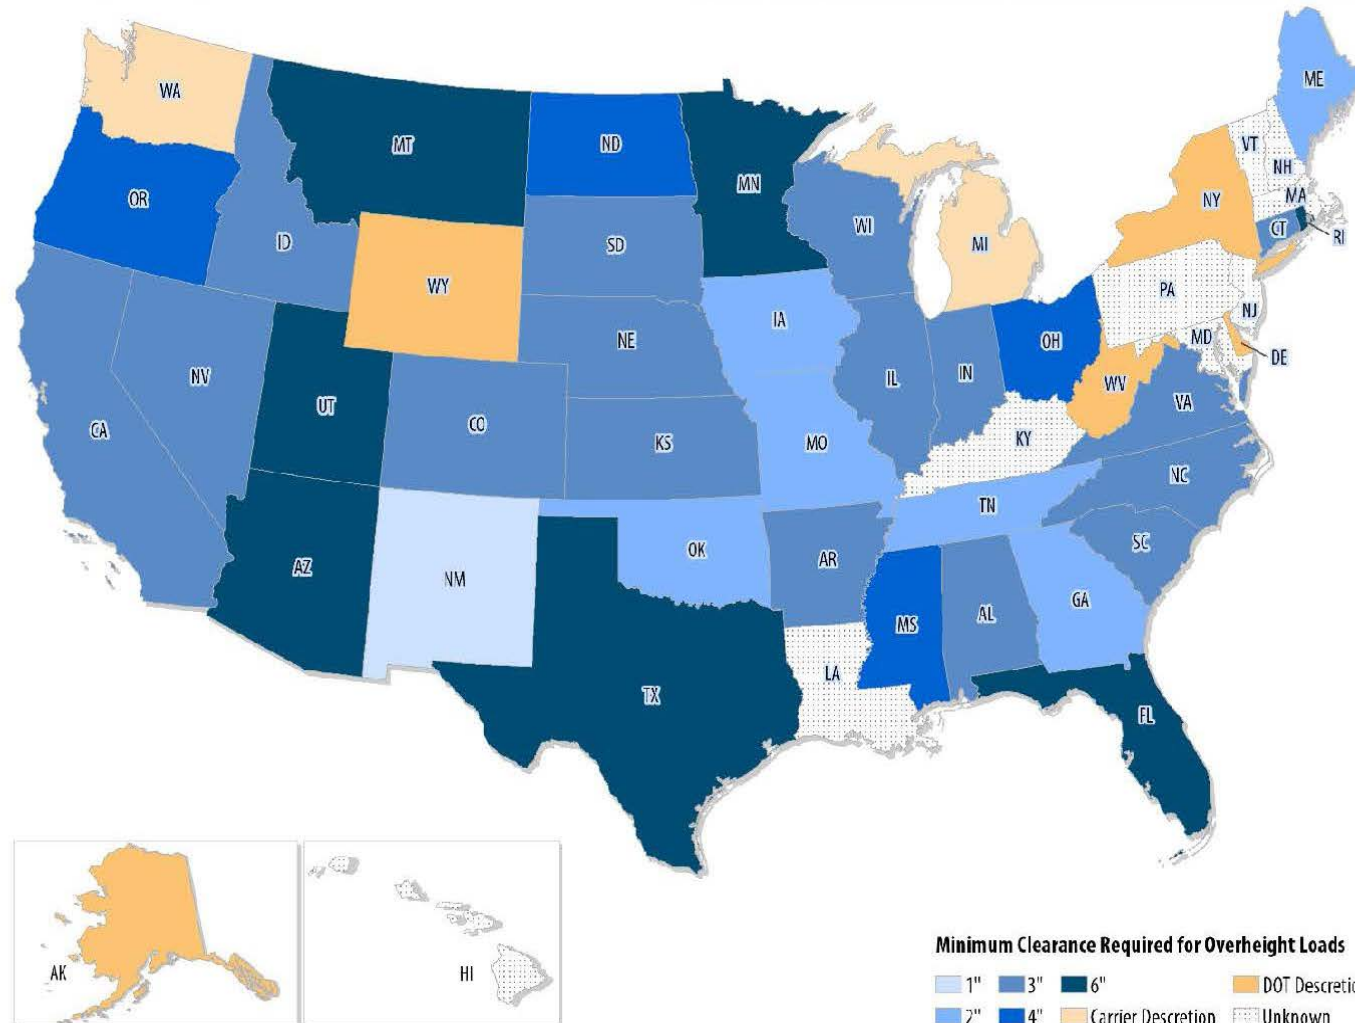 ME
WA
MT
ND
VT
NH
MN
MA
OR
NY
WI
CT
RI
ID
SD
MI
WY
PA
NJ
IA
MD
NE
OH
DE
NV
IL
IN
WV
UT
VA
CO
CA
KS
MO
KY
NC
TN
SC
OK
AR
AZ
NM
GA
AL
MS
LA
TX
FL
AK
HI
Minimum Clearance Required for Overheight Loads
1" 3" 6" DOT Descretio
2" 4" Carrier Descretion Unknown